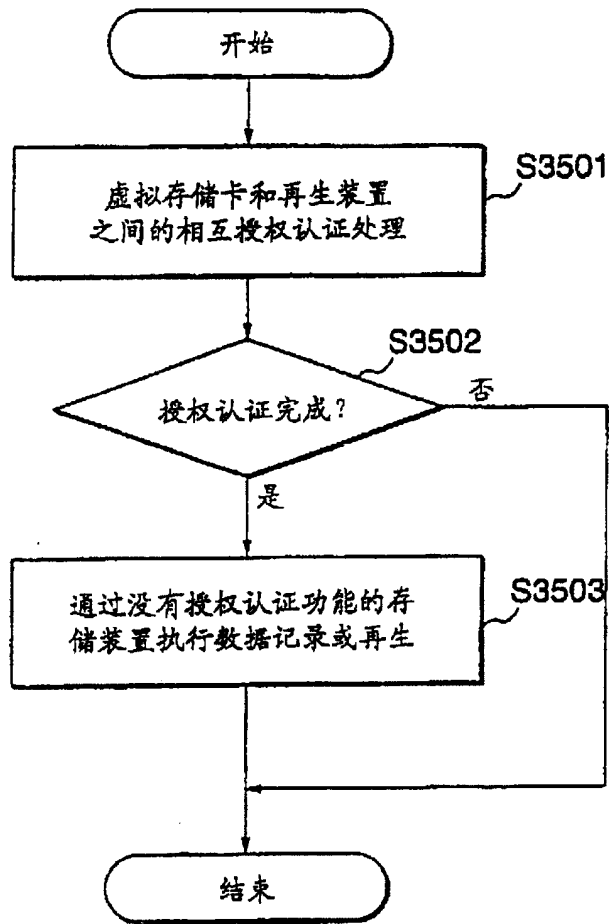 开始
S3501
虚拟存储卡和再生装置
之间的相互授权认证处理
S3502
授权认证完成?
否
是
S3503
通过没有授权认证功能的存
储装置执行数据记录或再生
结束